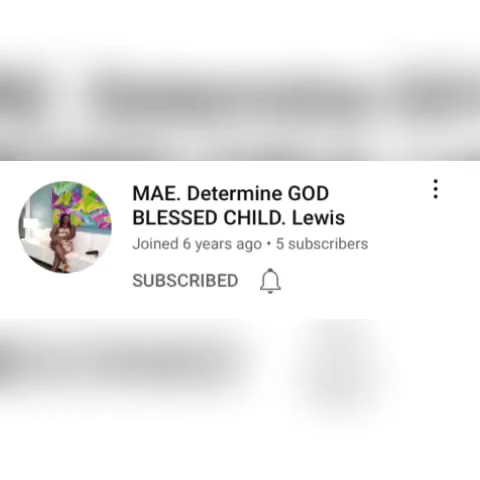 MAE. Determine GOD
BLESSED CHILD. Lewis
Joined 6 years ago • 5 subscribers
SUBSCRIBED